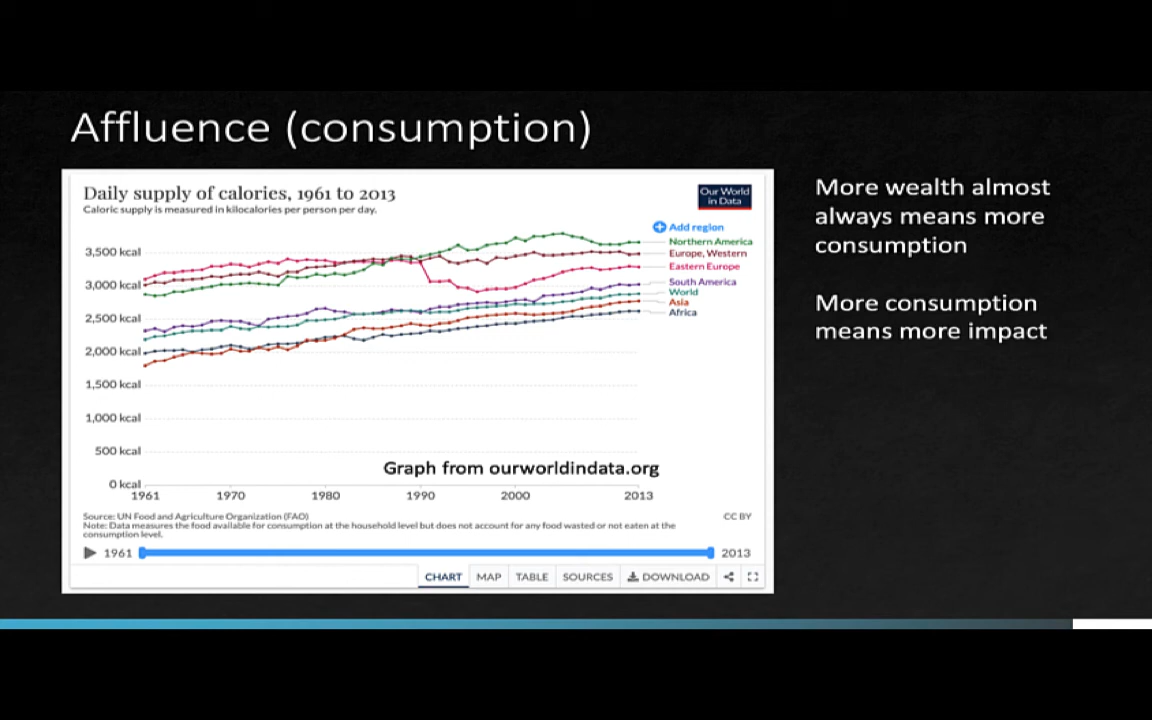 Affluence (consumption)
Daily supply of calories, 1961 to 2013
Caloric supply is measured in kilocalories per person per day.
Our World
in Data
Add region
3,500 kcal
3,000 kcal
2,500 kcal
2,000 kcal
1,500 kcal
1,000 kcal
500 kcal
0 kcal
Northern America
Europe, Western
Eastern Europe
South America
World
Asia
Africa
Graph from ourworldindata.org
1961 1970 1980 1990 2000 2013
Source: UN Food and Agriculture Organization (FAO)
CC BY
Note: Data measures the food available for consumption at the household level but does not account for any food wasted or not eaten at the
consumption level.
1961 2013
CHART MAP TABLE SOURCES DOWNLOAD
More wealth almost
always means more
consumption
More consumption
means more impact